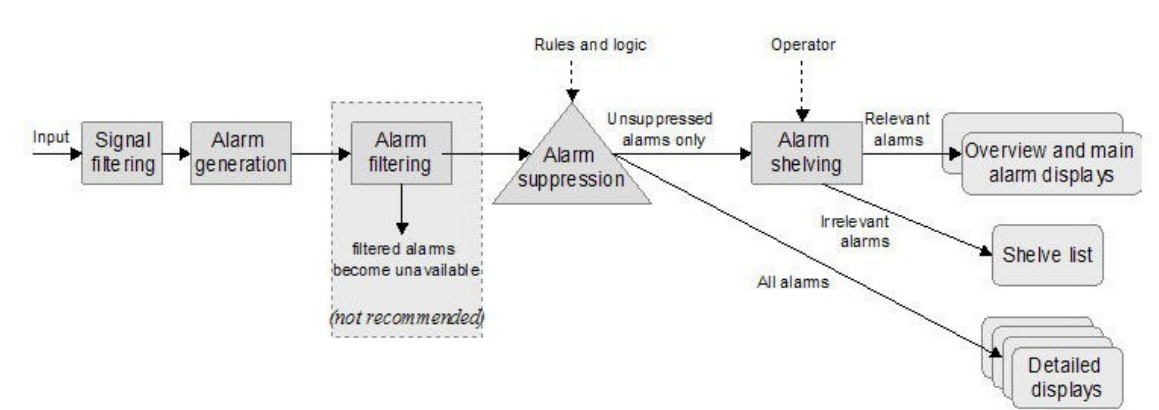 Rules and logic
Operator
Input
Signal
filtering
Alarm
generation
Alarm
filtering
filtered alarms
become unavailable
(not recommended)
Alarm
suppression
Unsuppressed
alarms only
Alarm
shelving
Relevant
alarms
Overview and main
alarm displays
Irrelevant
alarms
Shelve list
All alarms
Detailed
displays